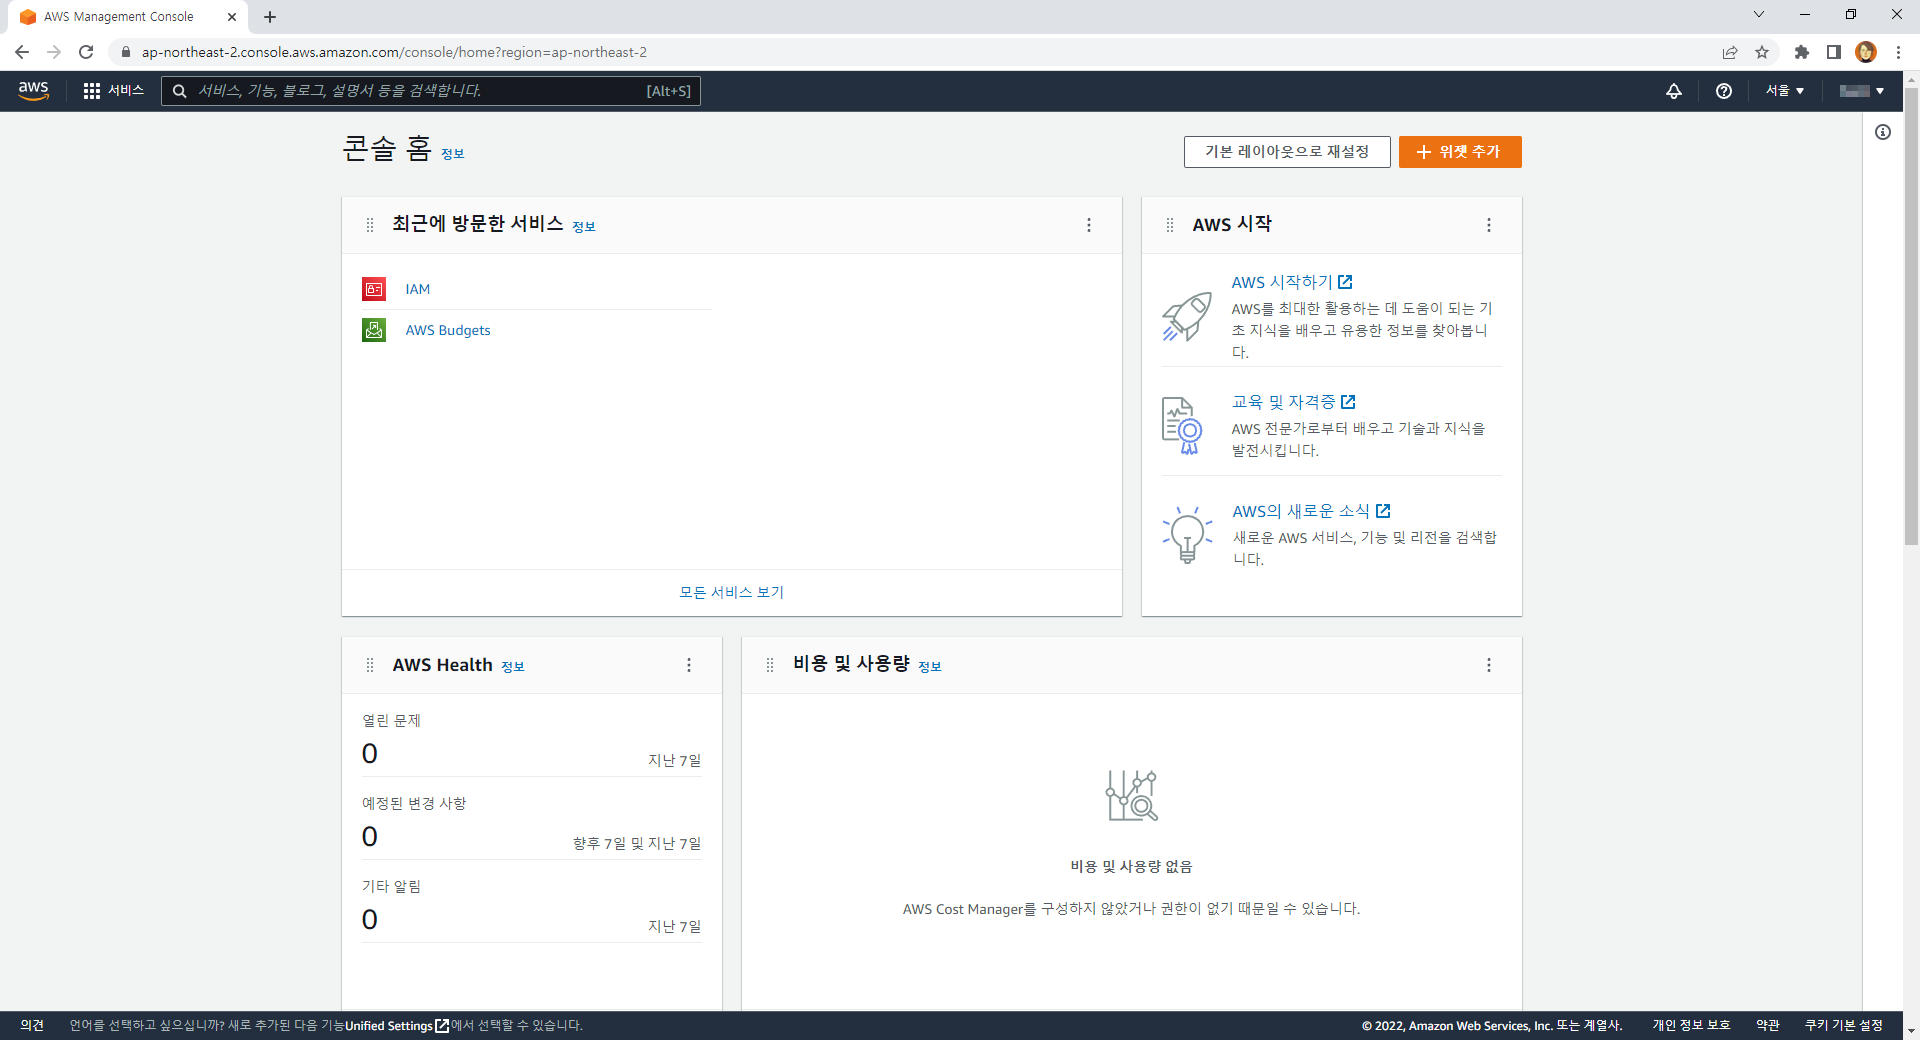 AWS Management Console
ap-northeast-2.console.aws.amazon.com/console/home?region=ap-northeast-2
aws
서비스
서비스, 기능, 블로그, 설명서 등을 검색합니다.
[Alt+S]
서울
콘솔 홈 정보
기본 레이아웃으로 재설정
위젯 추가
최근에 방문한 서비스 정보
IAM
AWS Budgets
모든 서비스 보기
AWS 시작
AWS 시작하기
AWS를 최대한 활용하는 데 도움이 되는 기
초 지식을 배우고 유용한 정보를 찾아봅니
다.
교육 및 자격증
AWS 전문가로부터 배우고 기술과 지식을
발전시킵니다.
AWS의 새로운 소식
새로운 AWS 서비스, 기능 및 리전을 검색합
니다.
AWS Health 정보
열린 문제
0
지난 7일
예정된 변경 사항
0
향후 7일 및 지난 7일
기타 알림
0
지난 7일
비용 및 사용량 정보
비용 및 사용량 없음
AWS Cost Manager를 구성하지 않았거나 권한이 없기 때문일 수 있습니다.
의견
언어를 선택하고 싶으십니까? 새로 추가된 다음 기능Unified Settings에서 선택할 수 있습니다.
© 2022, Amazon Web Services, Inc. 또는 계열사.
개인 정보 보호
약관
쿠키 기본 설정